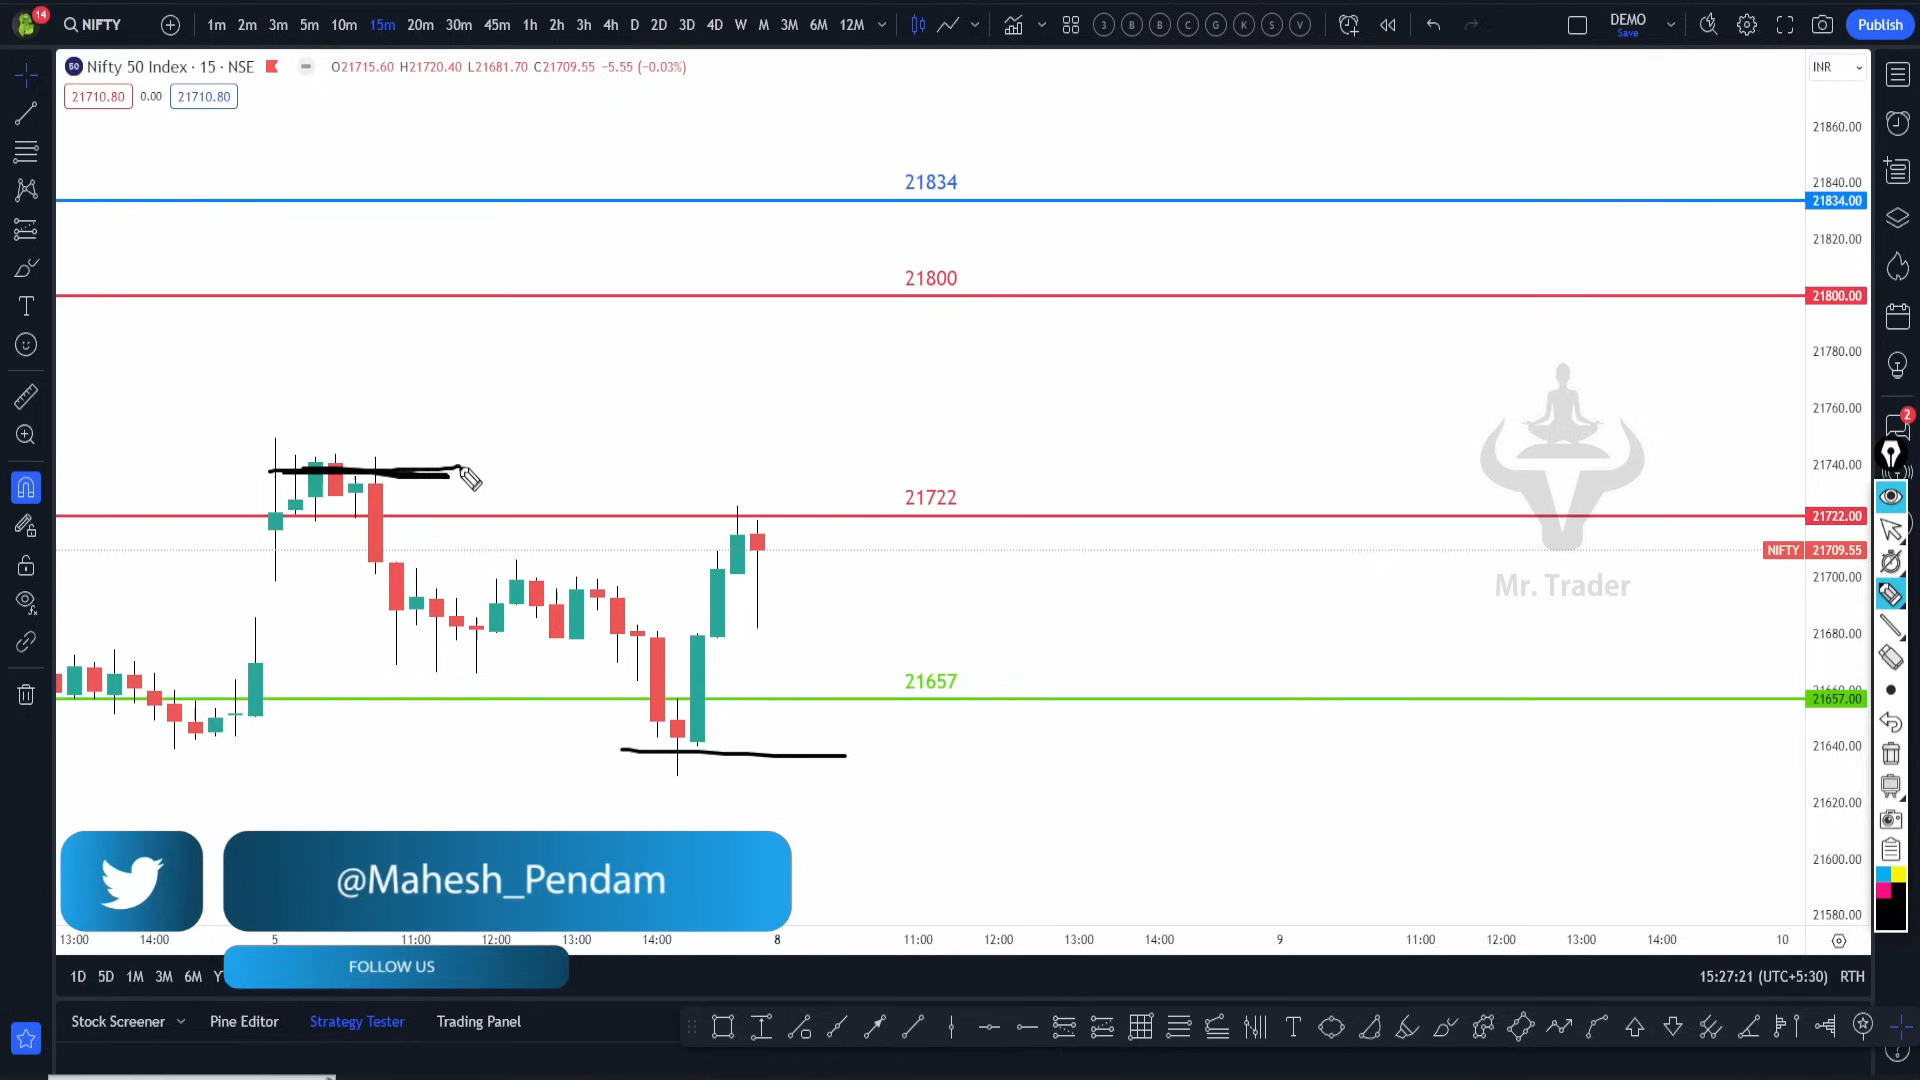 14
NIFTY
1m 2m 3m 5m 10m 15m 20m 30m 45m 1h 2h 3h 4h D 2D 3D 4D W M 3M 6M 12M
3 B B C G K S V
DEMO
Save
Publish
50 Nifty 50 Index · 15 · NSE O21715.60 H21720.40 L21681.70 C21709.55 −5.55 (−0.03%)
INR
21710.80 0.00 21710.80
21860.00
21834
21840.00
21834.00
21820.00
21800
21800.00
21780.00
21760.00
2
21740.00
21722
21722.00
NIFTY 21709.55
21700.00
Mr. Trader
21680.00
21657
21657.00
21640.00
21620.00
21600.00
@Mahesh_Pendam
21580.00
13:00 14:00 5 11:00 12:00 13:00 14:00 8 11:00 12:00 13:00 14:00 9 11:00 12:00 13:00 14:00 10
FOLLOW US
1D 5D 1M 3M 6M
15:27:21 (UTC+5:30) RTH
Stock Screener Pine Editor Strategy Tester Trading Panel